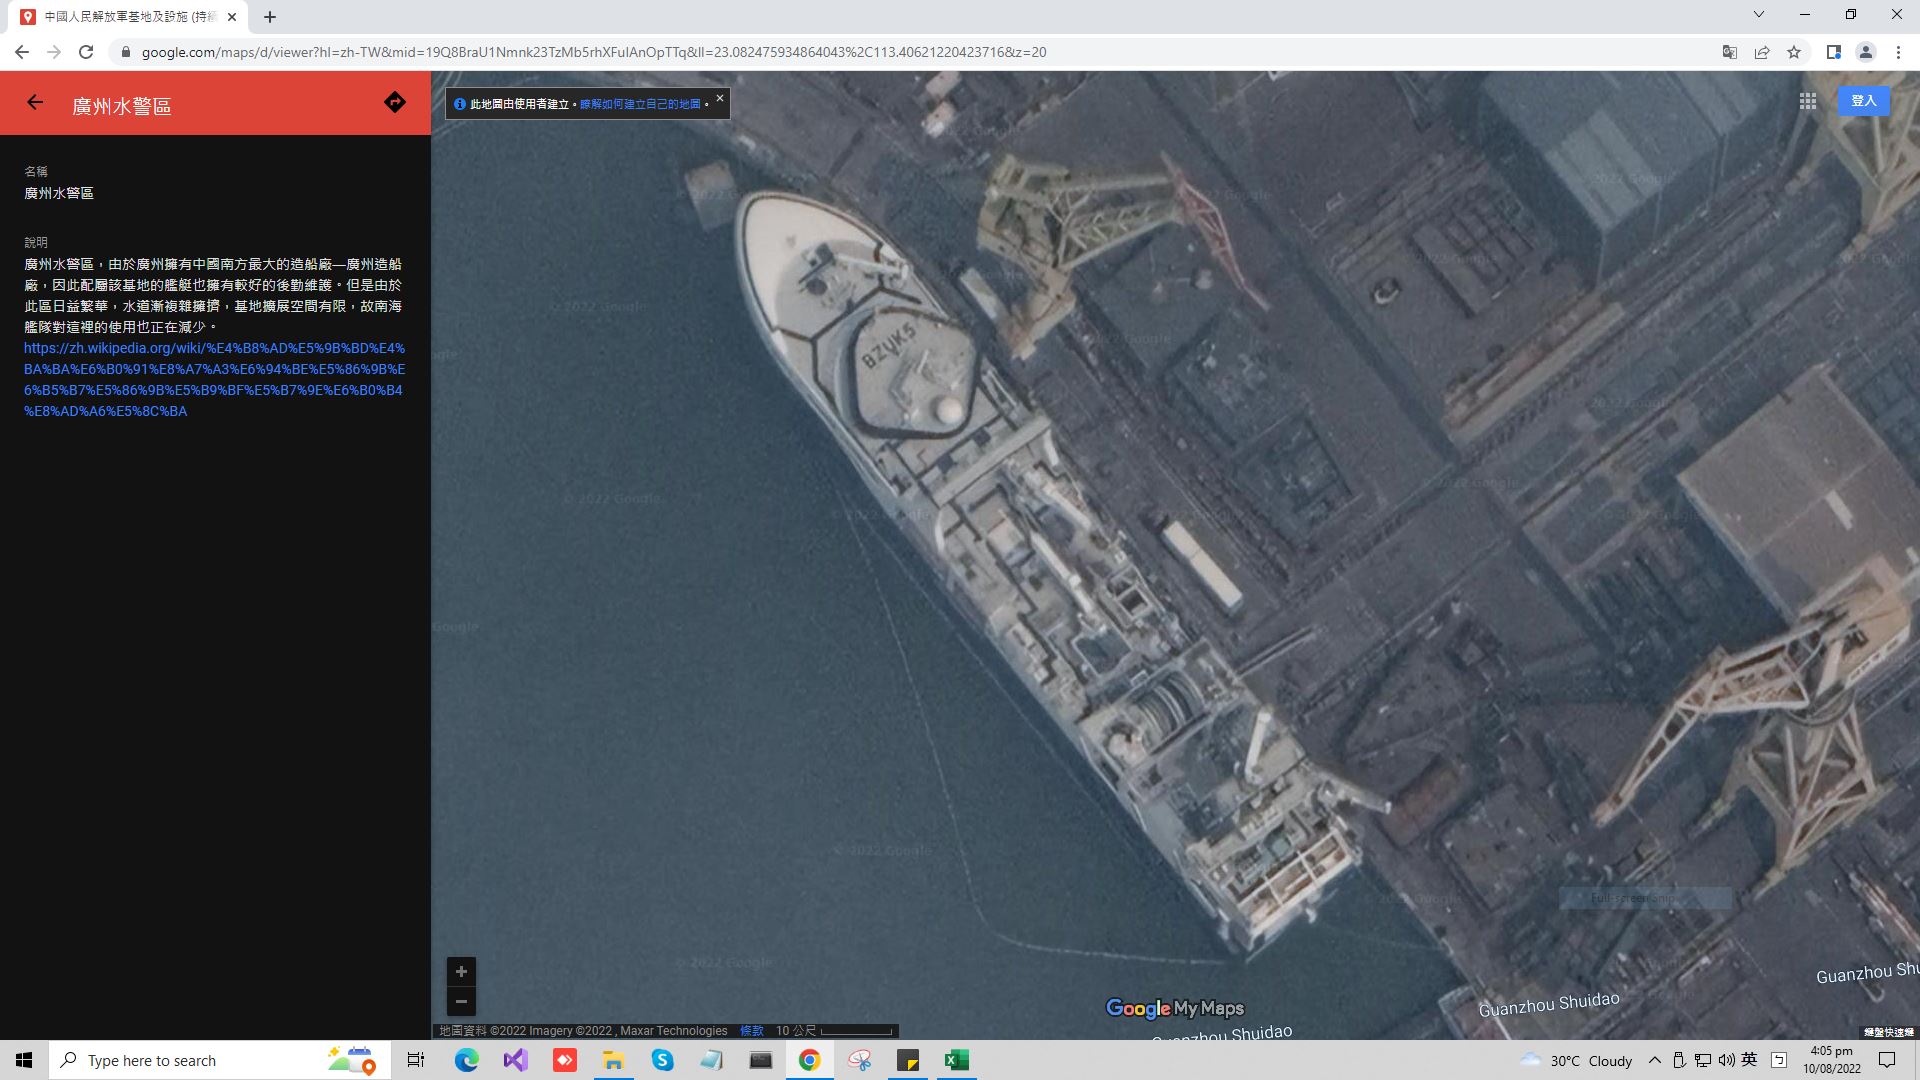 中國人民解放軍基地及設施 (持續
google.com/maps/d/viewer?hl=zh-TW&mid=19Q8BraU1Nmnk23TzMb5rhXFuIAnOpTTq&ll=23.082475934864043%2C113.40621220423716&z=20
廣州水警區
此地圖由使用者建立。瞭解如何建立自己的地圖。
登入
名稱
廣州水警區
說明
廣州水警區，由於廣州擁有中國南方最大的造船廠—廣州造船
廠，因此配屬該基地的艦艇也擁有較好的後勤維護。但是由於
此區日益繁華，水道漸複雜擁擠，基地擴展空間有限，故南海
艦隊對這裡的使用也正在減少。
https://zh.wikipedia.org/wiki/%E4%B8%AD%E5%9B%BD%E4%
BA%BA%E6%B0%91%E8%A7%A3%E6%94%BE%E5%86%9B%E
6%B5%B7%E5%86%9B%E5%B9%BF%E5%B7%9E%E6%B0%B4
%E8%AD%A6%E5%8C%BA
BZYK5
Full-screen Snip
Guanzhou Shu
Guanzhou Shuidao
Guanzhou Shuidao
Google My Maps
地圖資料 ©2022 Imagery ©2022 , Maxar Technologies 條款 10 公尺
鍵盤快速鍵
Type here to search
30°C Cloudy
英
4:05 pm
10/08/2022